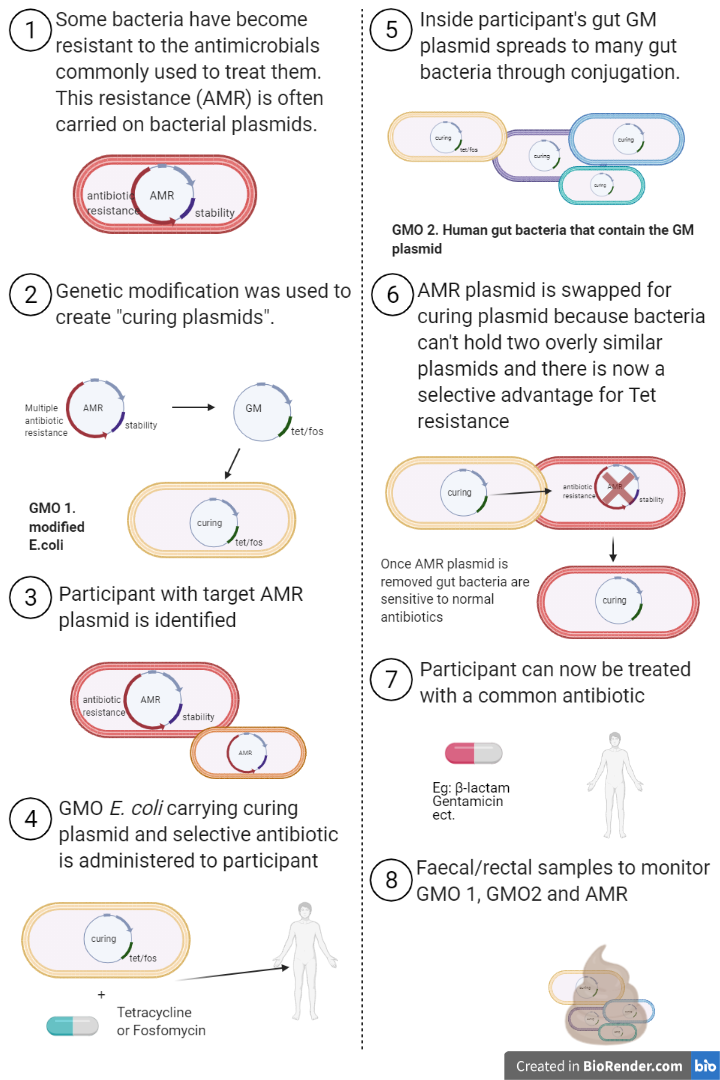 1
Some bacteria have become
resistant to the antimicrobials
commonly used to treat them.
This resistance (AMR) is often
carried on bacterial plasmids.
antibiotic
resistance
AMR
stability
2
Genetic modification was used to
create "curing plasmids".
Multiple
antibiotic
resistance
AMR
stability
GM
tet/fos
GMO 1.
modified
E.coli
curing
tet/fos
3
Participant with target AMR
plasmid is identified
antibiotic
resistance
AMR
stability
AMR
4
GMO E. coli carrying curing
plasmid and selective antibiotic
is administered to participant
curing
tet/fos
+
Tetracycline
or Fosfomycin
5
Inside participant's gut GM
plasmid spreads to many gut
bacteria through conjugation.
curing
tet/fos
curing
curing
curing
GMO 2. Human gut bacteria that contain the GM
plasmid
6
AMR plasmid is swapped for
curing plasmid because bacteria
can't hold two overly similar
plasmids and there is now a
selective advantage for Tet
resistance
curing
antibiotic
resistance
AMR
stability
Once AMR plasmid is
removed gut bacteria are
sensitive to normal
antibiotics
curing
7
Participant can now be treated
with a common antibiotic
Eg: β-lactam
Gentamicin
ect.
8
Faecal/rectal samples to monitor
GMO 1, GMO2 and AMR
curing
Created in BioRender.com bio